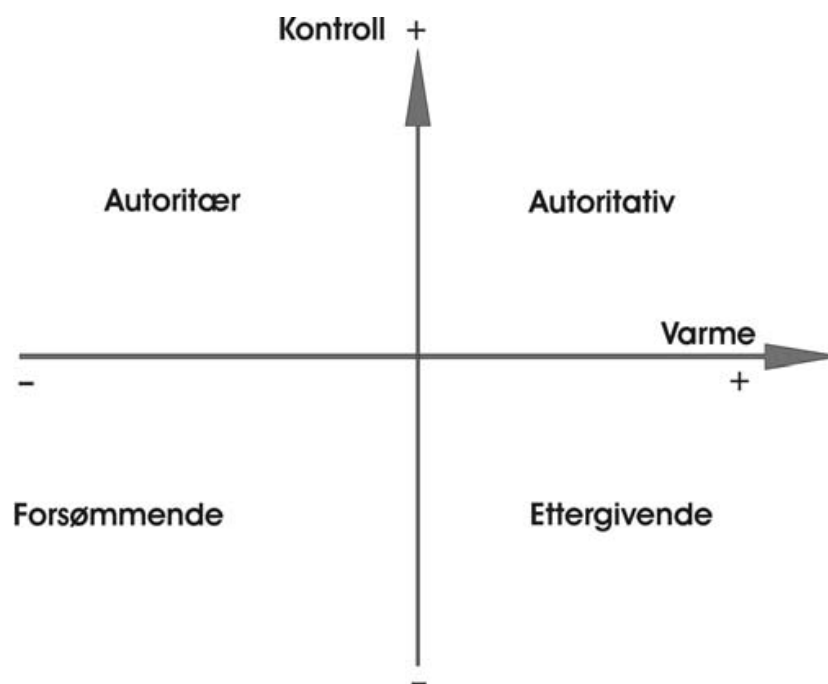 Kontroll +
Autoritær Autoritativ
Varme
– +
Forsømmende Ettergivende
–